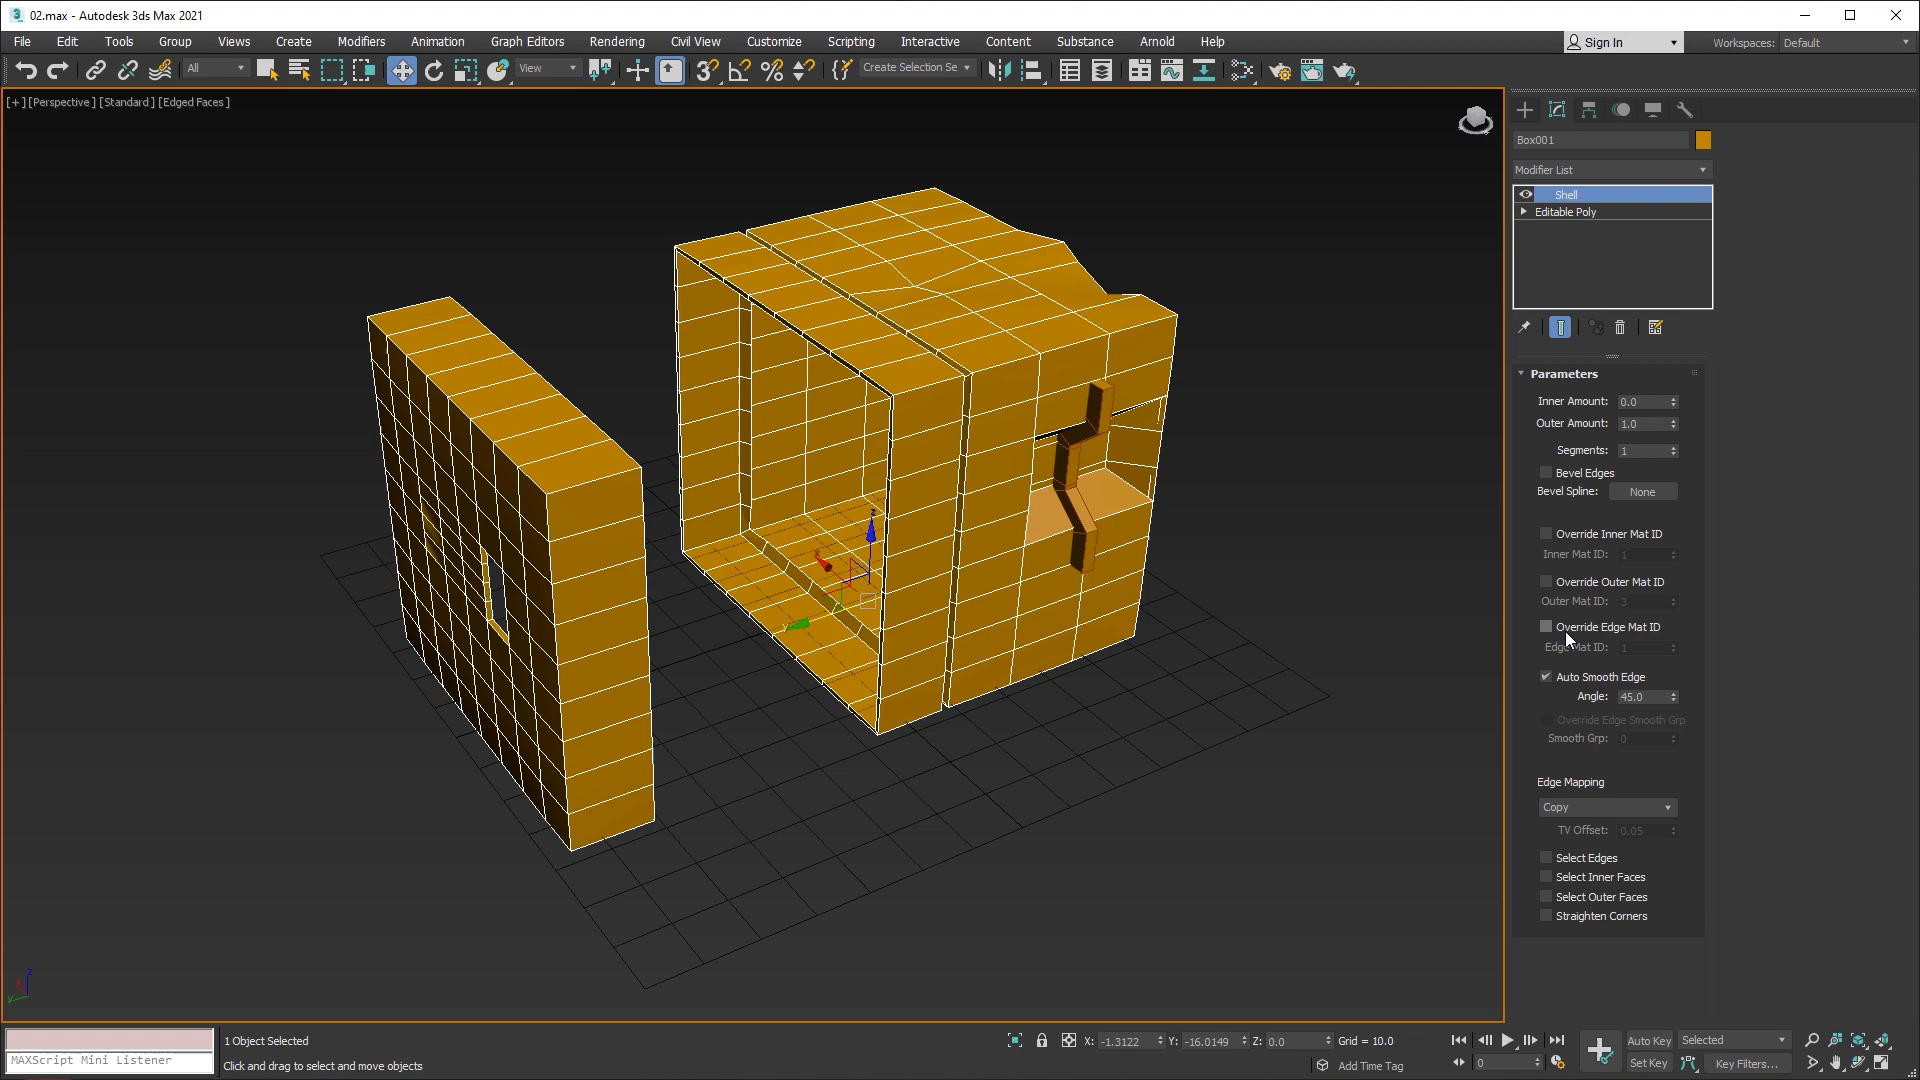 02.max - Autodesk 3ds Max 2021
File Edit Tools Group Views Create Modifiers Animation Graph Editors Rendering Civil View Customize Scripting Interactive Content Substance Arnold Help
Sign In
Workspaces: Default
All
View
Create Selection Se
[+] [Perspective ] [Standard ] [Edged Faces ]
Box001
Modifier List
Shell
Editable Poly
Parameters
Inner Amount: 0.0
Outer Amount: 1.0
Segments: 1
Bevel Edges
Bevel Spline: None
Override Inner Mat ID
Inner Mat ID: 1
Override Outer Mat ID
Outer Mat ID: 3
Override Edge Mat ID
Edge Mat ID: 1
Auto Smooth Edge
Angle: 45.0
Override Edge Smooth Grp
Smooth Grp: 0
Edge Mapping
Copy
TV Offset: 0.05
Select Edges
Select Inner Faces
Select Outer Faces
Straighten Corners
z
x
y
z
y
MAXScript Mini Listener
1 Object Selected
Click and drag to select and move objects
X: -1.3122 Y: -16.0149 Z: 0.0 Grid = 10.0
Add Time Tag
0
Auto Key Selected
Set Key Key Filters...